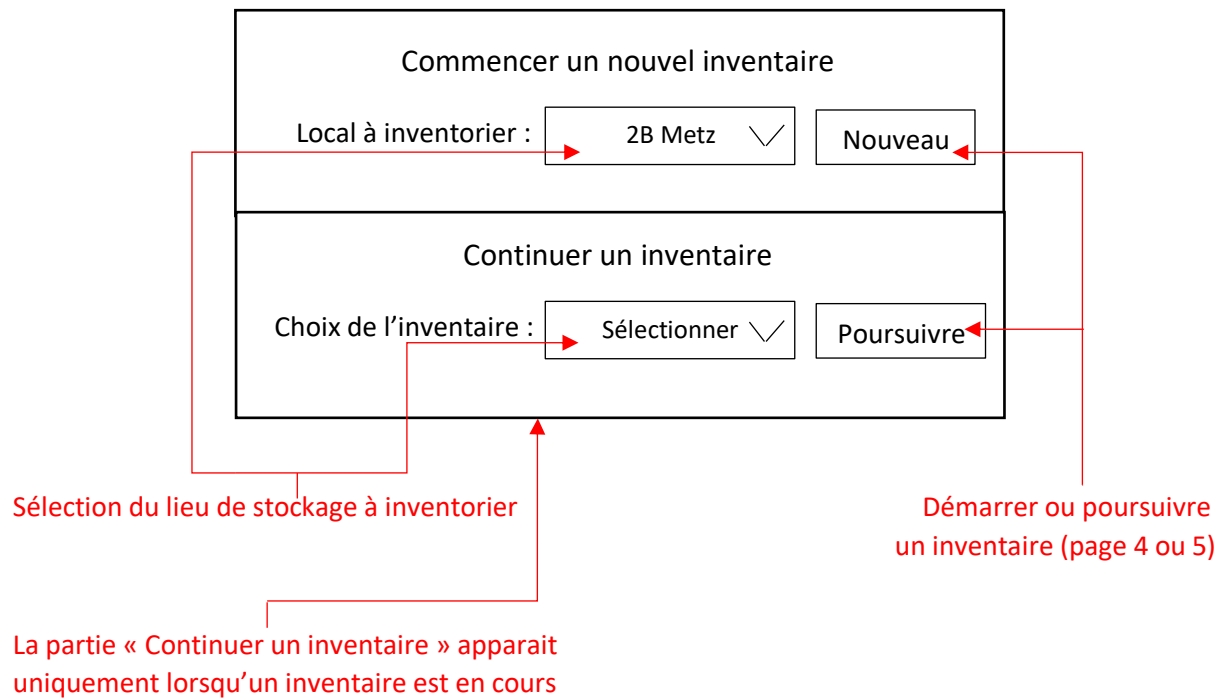 Commencer un nouvel inventaire
Local à inventorier : 2B Metz Nouveau
Continuer un inventaire
Choix de l’inventaire : Sélectionner Poursuivre
Sélection du lieu de stockage à inventorier
Démarrer ou poursuivre
un inventaire (page 4 ou 5)
La partie « Continuer un inventaire » apparait
uniquement lorsqu’un inventaire est en cours